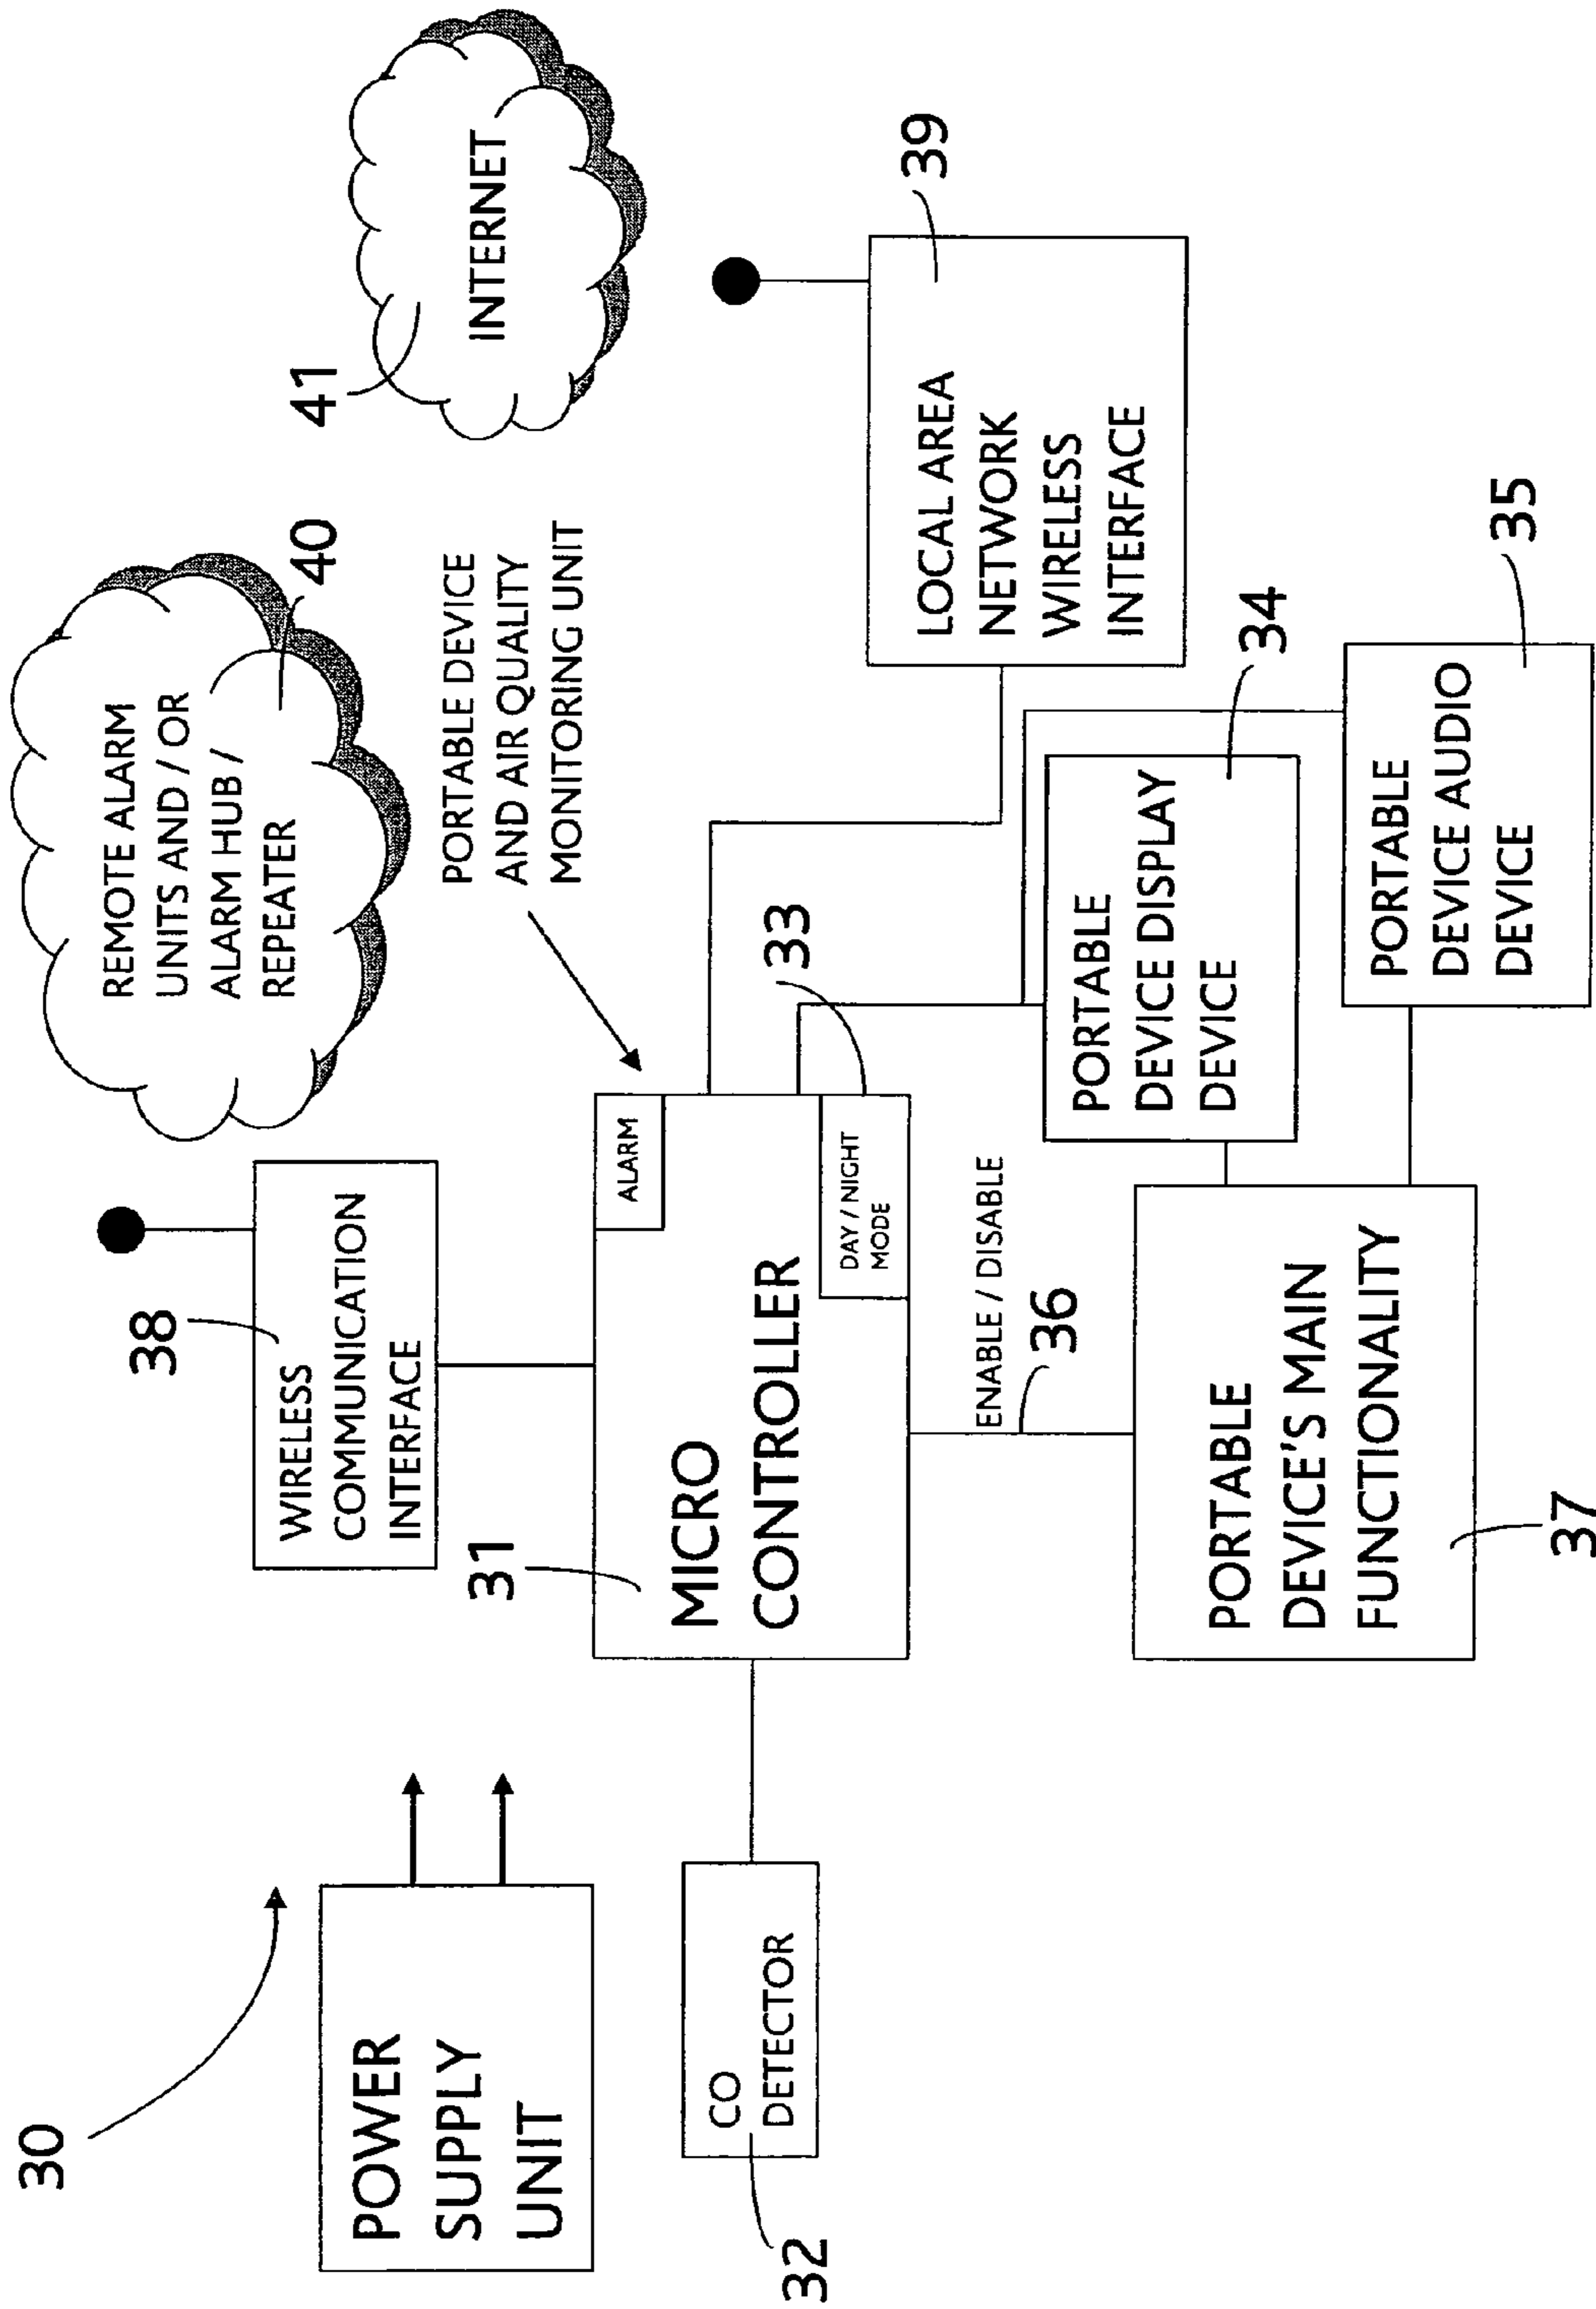 30
POWER
SUPPLY
UNIT
CO
DETECTOR
32
38
WIRELESS
COMMUNICATION
INTERFACE
31
MICRO
CONTROLLER
ALARM
DAY / NIGHT
MODE
33
ENABLE / DISABLE
36
PORTABLE
DEVICE'S MAIN
FUNCTIONALITY
37
REMOTE ALARM
UNITS AND / OR
ALARM HUB /
REPEATER
40
PORTABLE DEVICE
AND AIR QUALITY
MONITORING UNIT
PORTABLE
DEVICE DISPLAY
DEVICE
34
PORTABLE
DEVICE AUDIO
DEVICE
35
41
INTERNET
LOCAL AREA
NETWORK
WIRELESS
INTERFACE
39